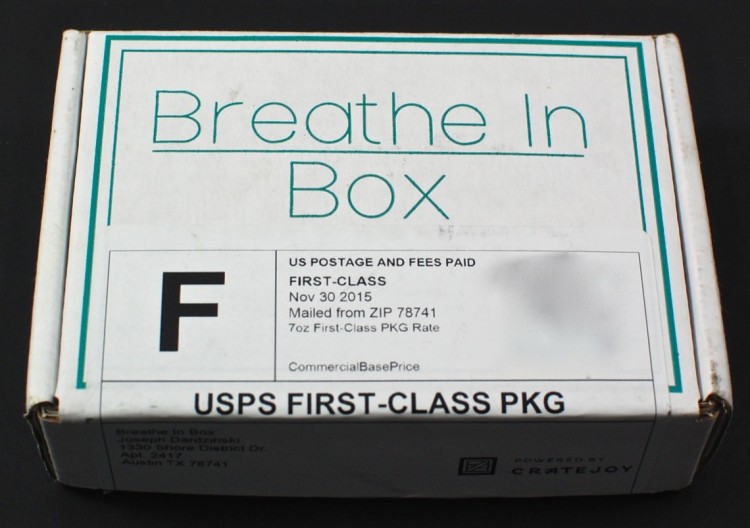 Breathe In
Box
F
US POSTAGE AND FEES PAID
FIRST-CLASS
Nov 30 2015
Mailed from ZIP 78741
7oz First-Class PKG Rate
CommercialBasePrice
USPS FIRST-CLASS PKG
Breathe In Box
Joseph Dardzinski
1330 Shore District Dr.
Apt. 2417
Austin TX 78741
POWERED BY
CRATEJOY